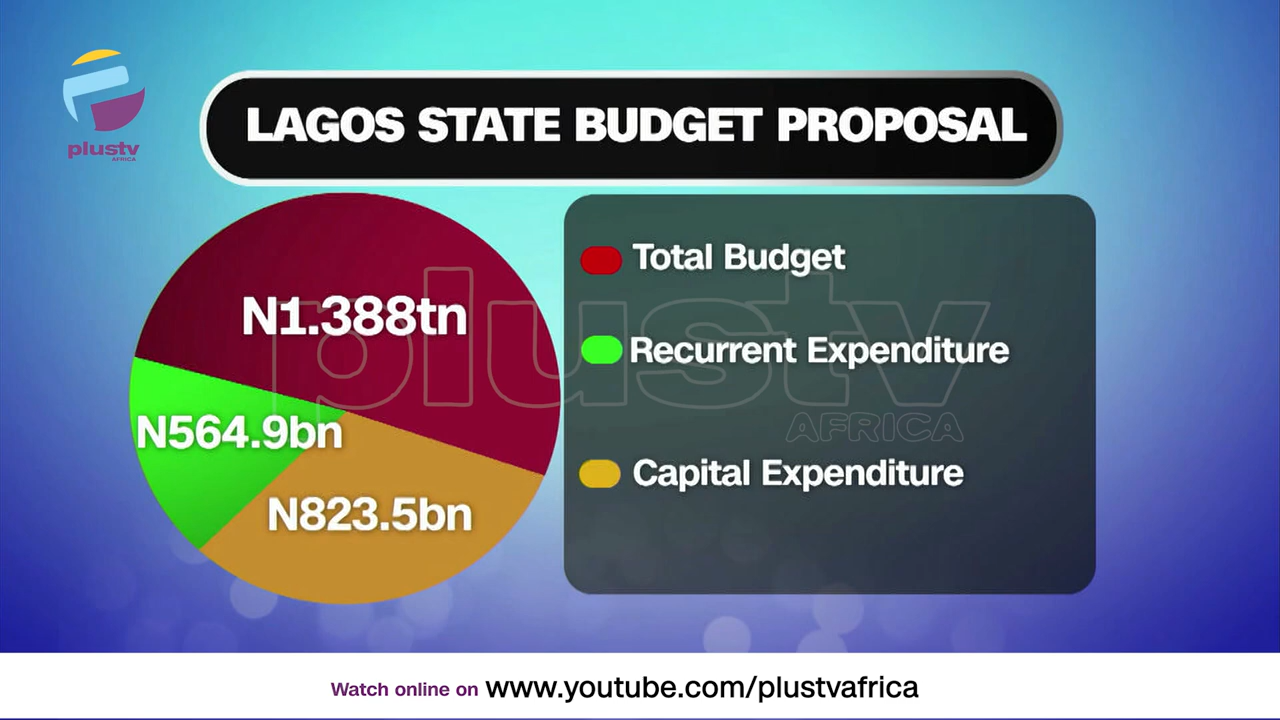 plustv
AFRICA
LAGOS STATE BUDGET PROPOSAL
N1.388tn
N564.9bn
N823.5bn
Total Budget
Recurrent Expenditure
Capital Expenditure
plustv
AFRICA
Watch online on www.youtube.com/plustvafrica